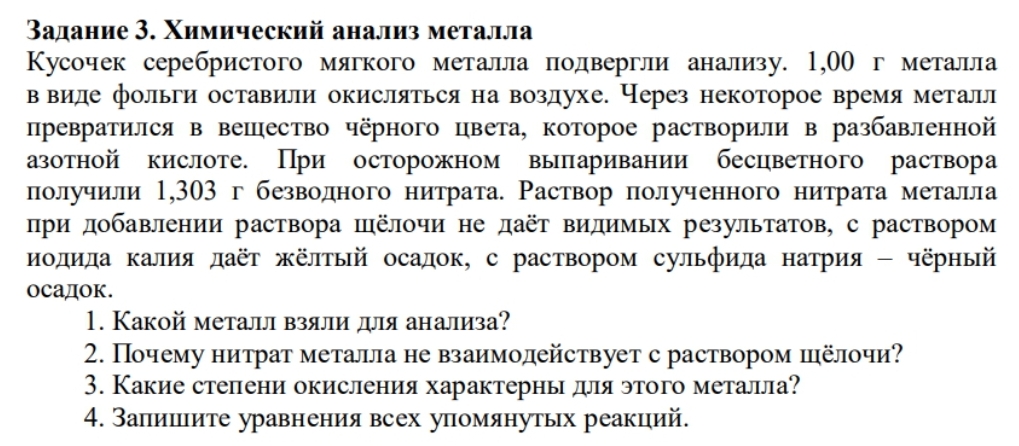 Задание 3. Химический анализ металла
Кусочек серебристого мягкого металла подвергли анализу. 1,00 г металла
в виде фольги оставили окисляться на воздухе. Через некоторое время металл
превратился в вещество чёрного цвета, которое растворили в разбавленной
азотной кислоте. При осторожном выпаривании бесцветного раствора
получили 1,303 г безводного нитрата. Раствор полученного нитрата металла
при добавлении раствора щёлочи не даёт видимых результатов, с раствором
иодида калия даёт жёлтый осадок, с раствором сульфида натрия – чёрный
осадок.
1. Какой металл взяли для анализа?
2. Почему нитрат металла не взаимодействует с раствором щёлочи?
3. Какие степени окисления характерны для этого металла?
4. Запишите уравнения всех упомянутых реакций.